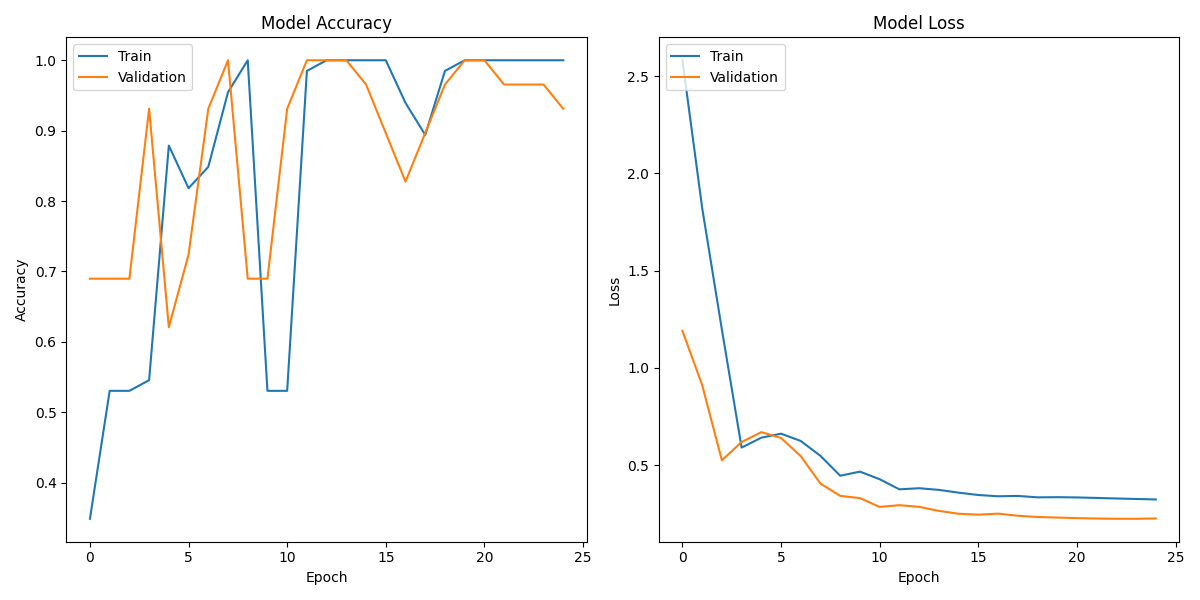 Model Accuracy
Train
Validation
1.0
0.9
0.8
0.7
0.6
0.5
0.4
Accuracy
0 5 10 15 20 25
Epoch
Model Loss
Train
Validation
2.5
2.0
1.5
1.0
0.5
Loss
0 5 10 15 20 25
Epoch